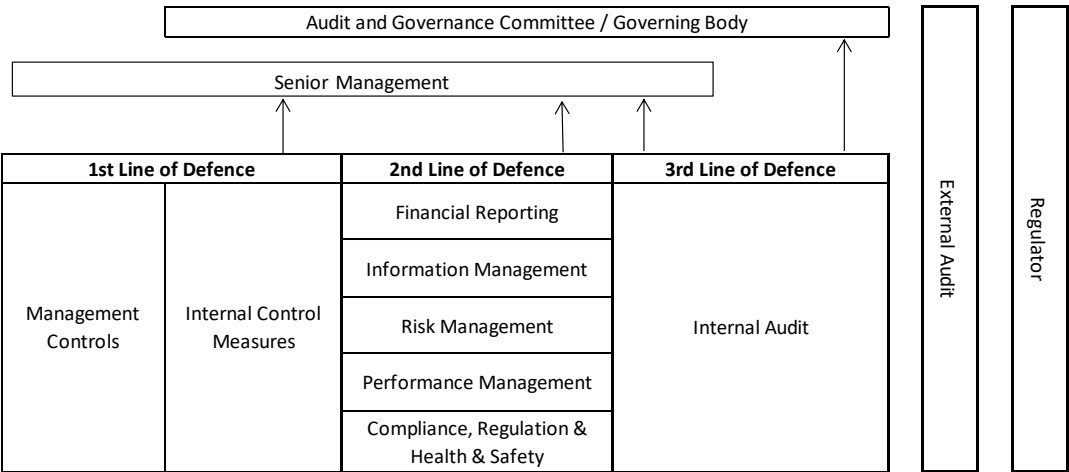 Audit and Governance Committee / Governing Body
Senior Management
1st Line of Defence
2nd Line of Defence
3rd Line of Defence
Management
Controls
Internal Control
Measures
Financial Reporting
Information Management
Risk Management
Performance Management
Compliance, Regulation &
Health & Safety
Internal Audit
External Audit
Regulator